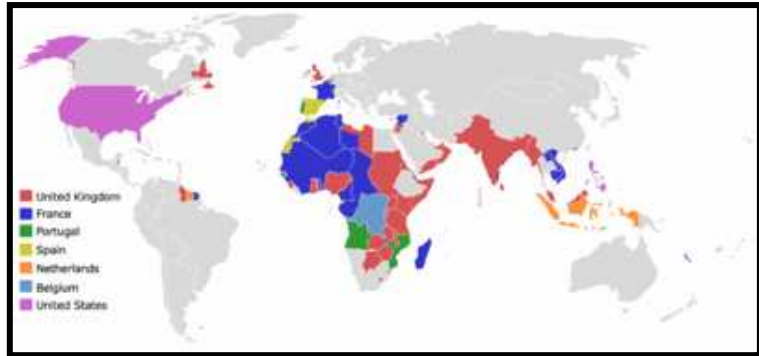 United Kingdom
France
Portugal
Spain
Netherlands
Belgium
United States